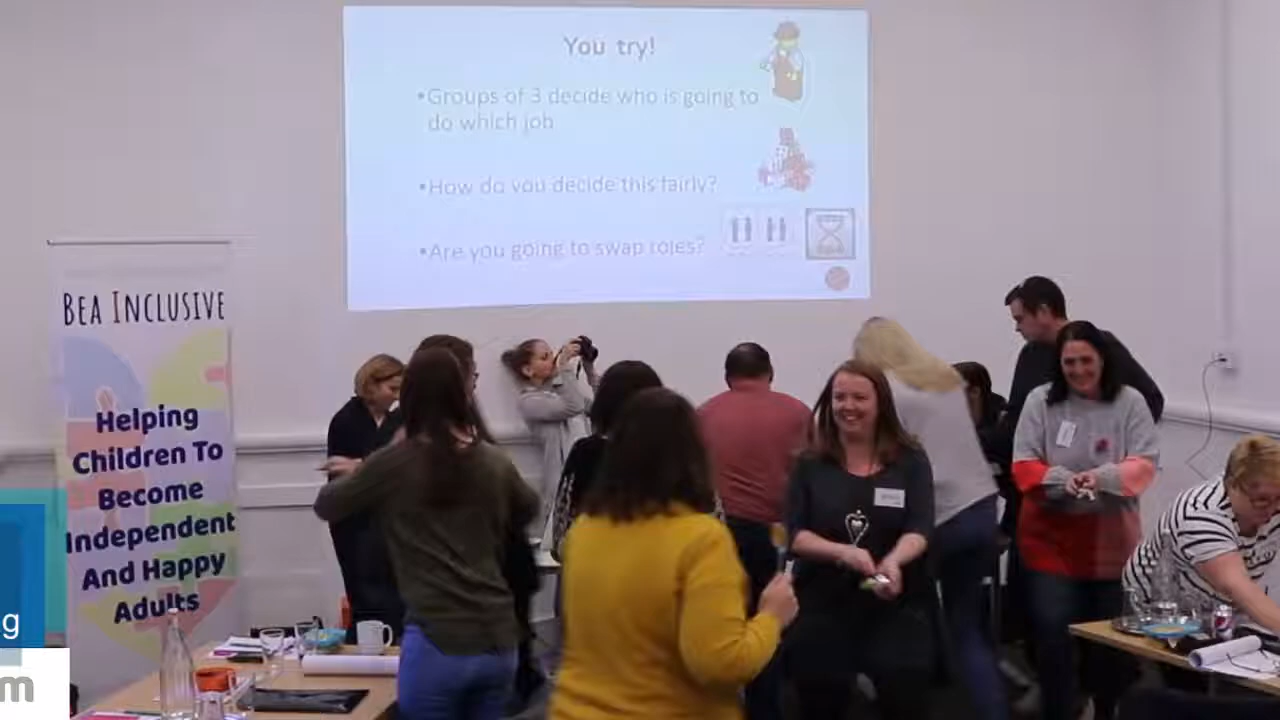 You try!
•Groups of 3 decide who is going to
do which job
•How do you decide this fairly?
•Are you going to swap roles?
BEA INCLUSIVE
Helping
Children To
Become
Independent
And Happy
Adults
g
m